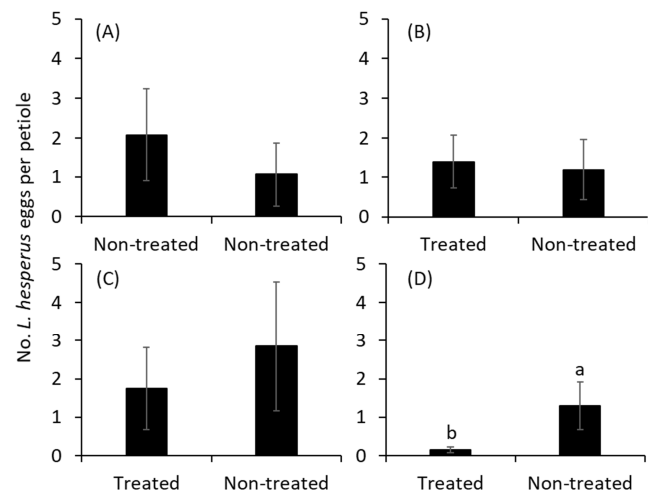 No. L. hesperus eggs per petiole
(A)
5
4
3
2
1
0
Non-treated Non-treated
(B)
5
4
3
2
1
0
Treated Non-treated
(C)
5
4
3
2
1
0
Treated Non-treated
(D)
5
4
3
2
1
0
b
a
Treated Non-treated